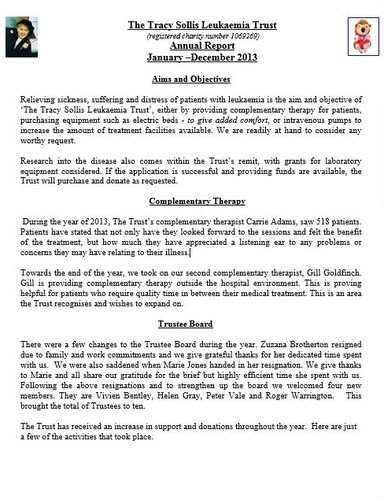 The Tracy Sollis Leukaemia Trust
(registered charity number 1069269)
Annual Report
January –December 2013
Aims and Objectives
Relieving sickness, suffering and distress of patients with leukaemia is the aim and objective of
‘The Tracy Sollis Leukaemia Trust’, either by providing complementary therapy for patients,
purchasing equipment such as electric beds - to give added comfort, or intravenous pumps to
increase the amount of treatment facilities available. We are readily at hand to consider any
worthy request.
Research into the disease also comes within the Trust’s remit, with grants for laboratory
equipment considered. If the application is successful and providing funds are available, the
Trust will purchase and donate as requested.
Complementary Therapy
During the year of 2013, The Trust’s complementary therapist Carrie Adams, saw 518 patients.
Patients have stated that not only have they looked forward to the sessions and felt the benefit
of the treatment, but how much they have appreciated a listening ear to any problems or
concerns they may have relating to their illness.
Towards the end of the year, we took on our second complementary therapist, Gill Goldfinch.
Gill is providing complementary therapy outside the hospital environment. This is proving
helpful for patients who require quality time in between their medical treatment. This is an area
the Trust recognises and wishes to expand on.
Trustee Board
There were a few changes to the Trustee Board during the year. Zuzana Brotherton resigned
due to family and work commitments and we give grateful thanks for her dedicated time spent
with us. We were also saddened when Marie Jones handed in her resignation. We give thanks
to Marie and all share our gratitude for the brief but highly efficient time she spent with us.
Following the above resignations and to strengthen up the board we welcomed four new
members. They are Vivien Bentley, Helen Gray, Peter Vale and Roger Warrington. This
brought the total of Trustees to ten.
The Trust has received an increase in support and donations throughout the year. Here are just
a few of the activities that took place.